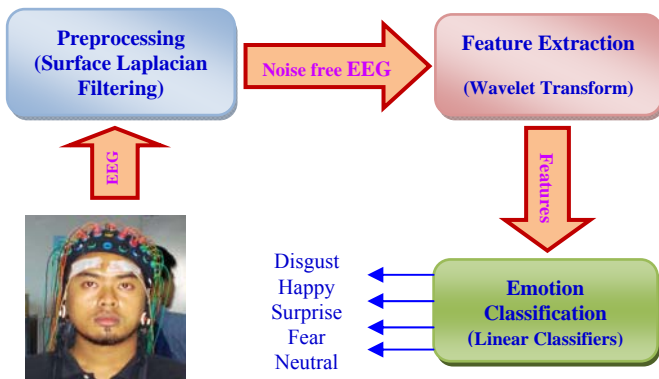 Preprocessing
(Surface Laplacian
Filtering)
Noise free EEG
Feature Extraction
(Wavelet Transform)
EEG
Features
Disgust
Happy
Surprise
Fear
Neutral
Emotion
Classification
(Linear Classifiers)